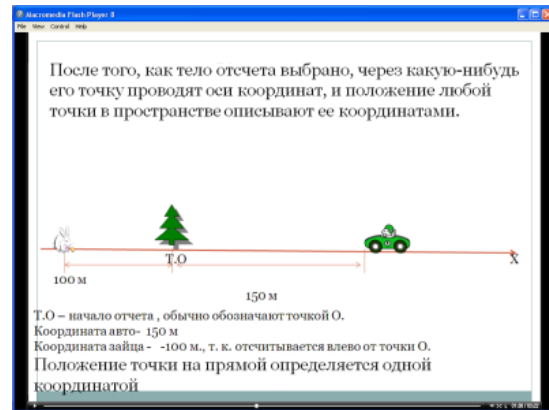 Macromedia Flash Player 8
File View Control Help
После того, как тело отсчета выбрано, через какую-нибудь
его точку проводят оси координат, и положение любой
точки в пространстве описывают ее координатами.
Т.О
X
100 м
150 м
Т.О – начало отчета , обычно обозначают точкой О.
Координата авто- 150 м
Координата зайца - -100 м., т. к. отсчитывается влево от точки О.
Положение точки на прямой определяется одной
координатой